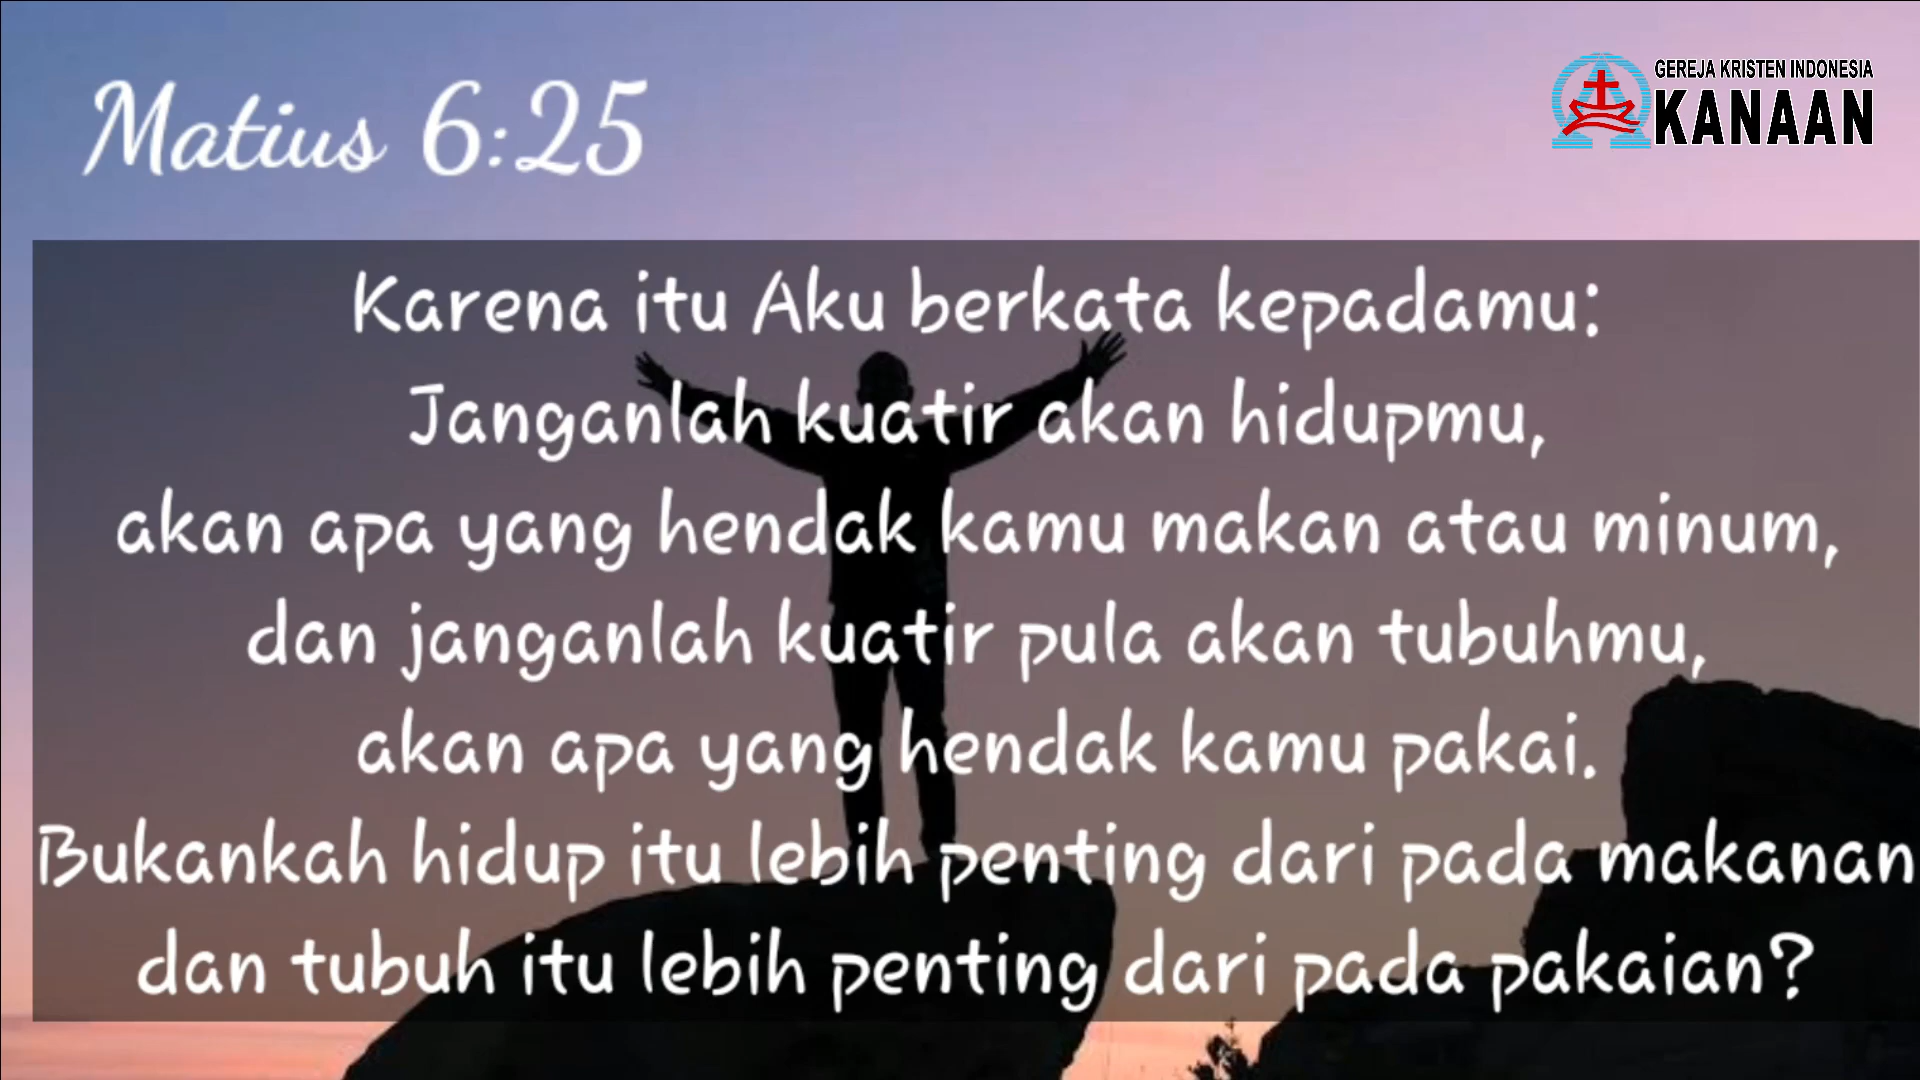 Matius 6:25
GEREJA KRISTEN INDONESIA
KANAAN
Karena itu Aku berkata kepadamu:
Janganlah kuatir akan hidupmu,
akan apa yang hendak kamu makan atau minum,
dan janganlah kuatir pula akan tubuhmu,
akan apa yang hendak kamu pakai.
Bukankah hidup itu lebih penting dari pada makanan
dan tubuh itu lebih penting dari pada pakaian?